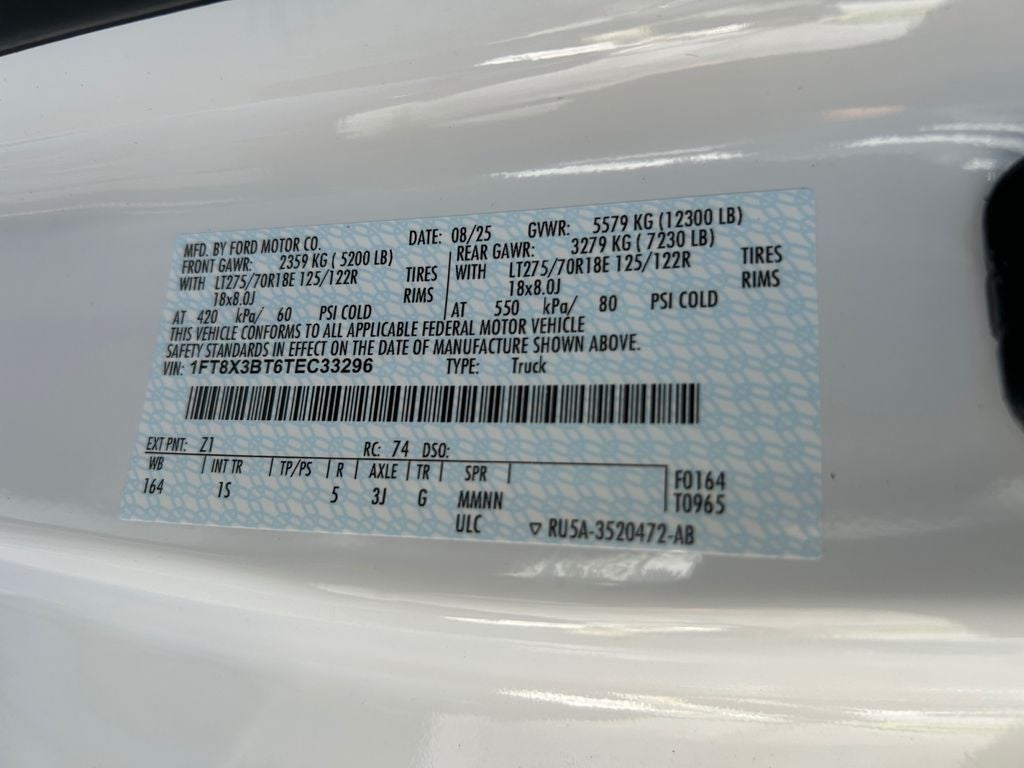 MFD. BY FORD MOTOR CO. DATE: 08/25 GVWR: 5579 KG (12300 LB)
FRONT GAWR: 2359 KG ( 5200 LB) REAR GAWR: 3279 KG ( 7230 LB)
WITH LT275/70R18E 125/122R TIRES WITH LT275/70R18E 125/122R TIRES
18x8.0J RIMS 18x8.0J RIMS
AT 420 kPa/ 60 PSI COLD AT 550 kPa/ 80 PSI COLD
THIS VEHICLE CONFORMS TO ALL APPLICABLE FEDERAL MOTOR VEHICLE
SAFETY STANDARDS IN EFFECT ON THE DATE OF MANUFACTURE SHOWN ABOVE.
VIN: 1FT8X3BT6TEC33296 TYPE: Truck
EXT PNT: Z1 RC: 74 DSO:
WB INT TR TP/PS R AXLE TR SPR F0164
164 1S 5 3J G MMNN T0965
ULC ▽ RU5A-3520472-AB